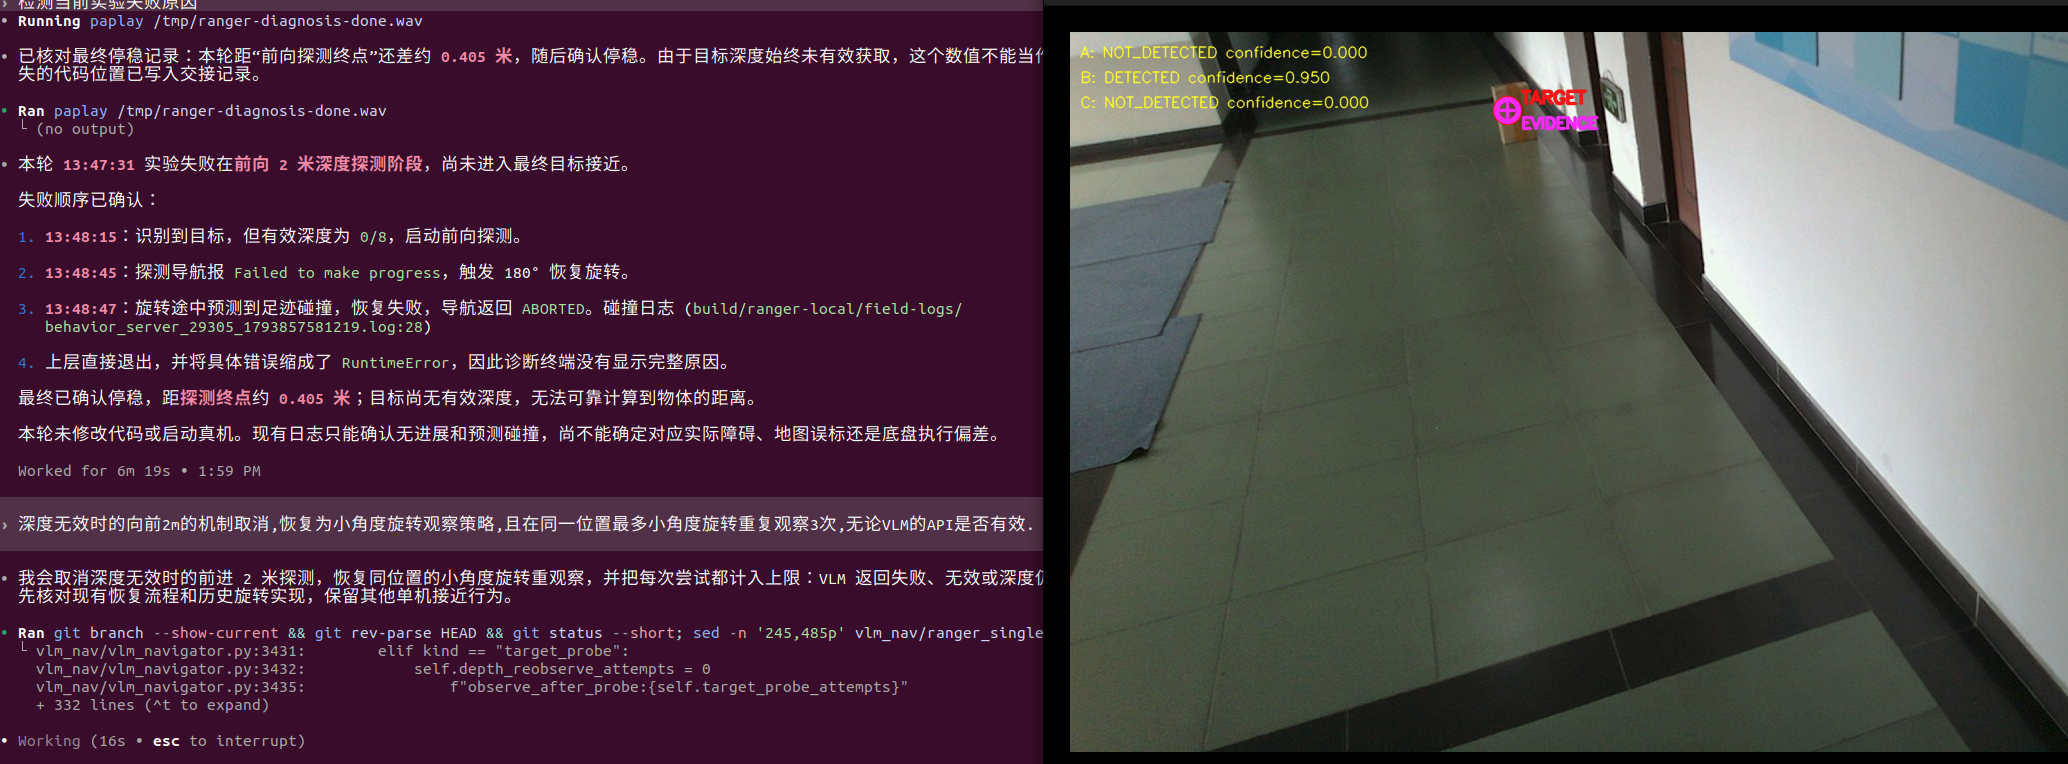 › 检测当前实验失败原因
• Running paplay /tmp/ranger-diagnosis-done.wav
• 已核对最终停稳记录：本轮距“前向探测终点”还差约 0.405 米，随后确认停稳。由于目标深度始终未有效获取，这个数值不能当
失的代码位置已写入交接记录。
• Ran paplay /tmp/ranger-diagnosis-done.wav
└ (no output)
• 本轮 13:47:31 实验失败在前向 2 米深度探测阶段，尚未进入最终目标接近。
失败顺序已确认：
1. 13:48:15：识别到目标，但有效深度为 0/8，启动前向探测。
2. 13:48:45：探测导航报 Failed to make progress，触发 180° 恢复旋转。
3. 13:48:47：旋转途中预测到足迹碰撞，恢复失败，导航返回 ABORTED。碰撞日志 (build/ranger-local/field-logs/
behavior_server_29305_1793857581219.log:28)
4. 上层直接退出，并将具体错误缩成了 RuntimeError，因此诊断终端没有显示完整原因。
最终已确认停稳，距探测终点约 0.405 米；目标尚无有效深度，无法可靠计算到物体的距离。
本轮未修改代码或启动真机。现有日志只能确认无进展和预测碰撞，尚不能确定对应实际障碍、地图误标还是底盘执行偏差。
Worked for 6m 19s • 1:59 PM
› 深度无效时的向前2m的机制取消,恢复为小角度旋转观察策略,且在同一位置最多小角度旋转重复观察3次,无论VLM的API是否有效.
• 我会取消深度无效时的前进 2 米探测，恢复同位置的小角度旋转重观察，并把每次尝试都计入上限：VLM 返回失败、无效或深度
先核对现有恢复流程和历史旋转实现，保留其他单机接近行为。
• Ran git branch --show-current && git rev-parse HEAD && git status --short; sed -n '245,485p' vlm_nav/ranger_single
└ vlm_nav/vlm_navigator.py:3431:        elif kind == "target_probe":
vlm_nav/vlm_navigator.py:3432:            self.depth_reobserve_attempts = 0
vlm_nav/vlm_navigator.py:3435:                f"observe_after_probe:{self.target_probe_attempts}"
+ 332 lines (^t to expand)
• Working (16s • esc to interrupt)
A: NOT_DETECTED confidence=0.000
B: DETECTED confidence=0.950
C: NOT_DETECTED confidence=0.000
TARGET
EVIDENCE